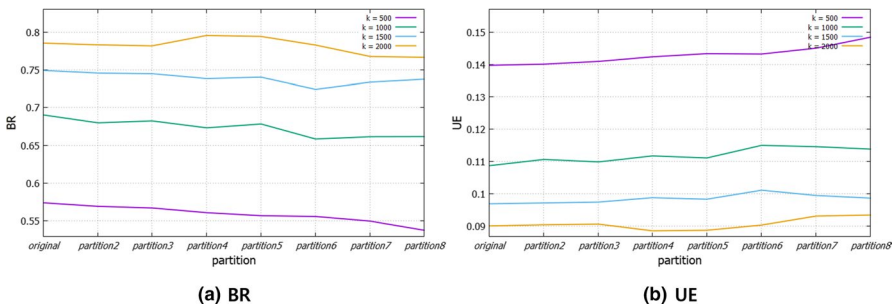 k = 500
k = 1000
k = 1500
k = 2000
0.8
0.75
0.7
0.65
0.6
0.55
BR
original partition2 partition3 partition4 partition5 partition6 partition7 partition8
partition
(a) BR
k = 500
k = 1000
k = 1500
k = 2000
0.15
0.14
0.13
0.12
0.11
0.1
0.09
UE
original partition2 partition3 partition4 partition5 partition6 partition7 partition8
partition
(b) UE